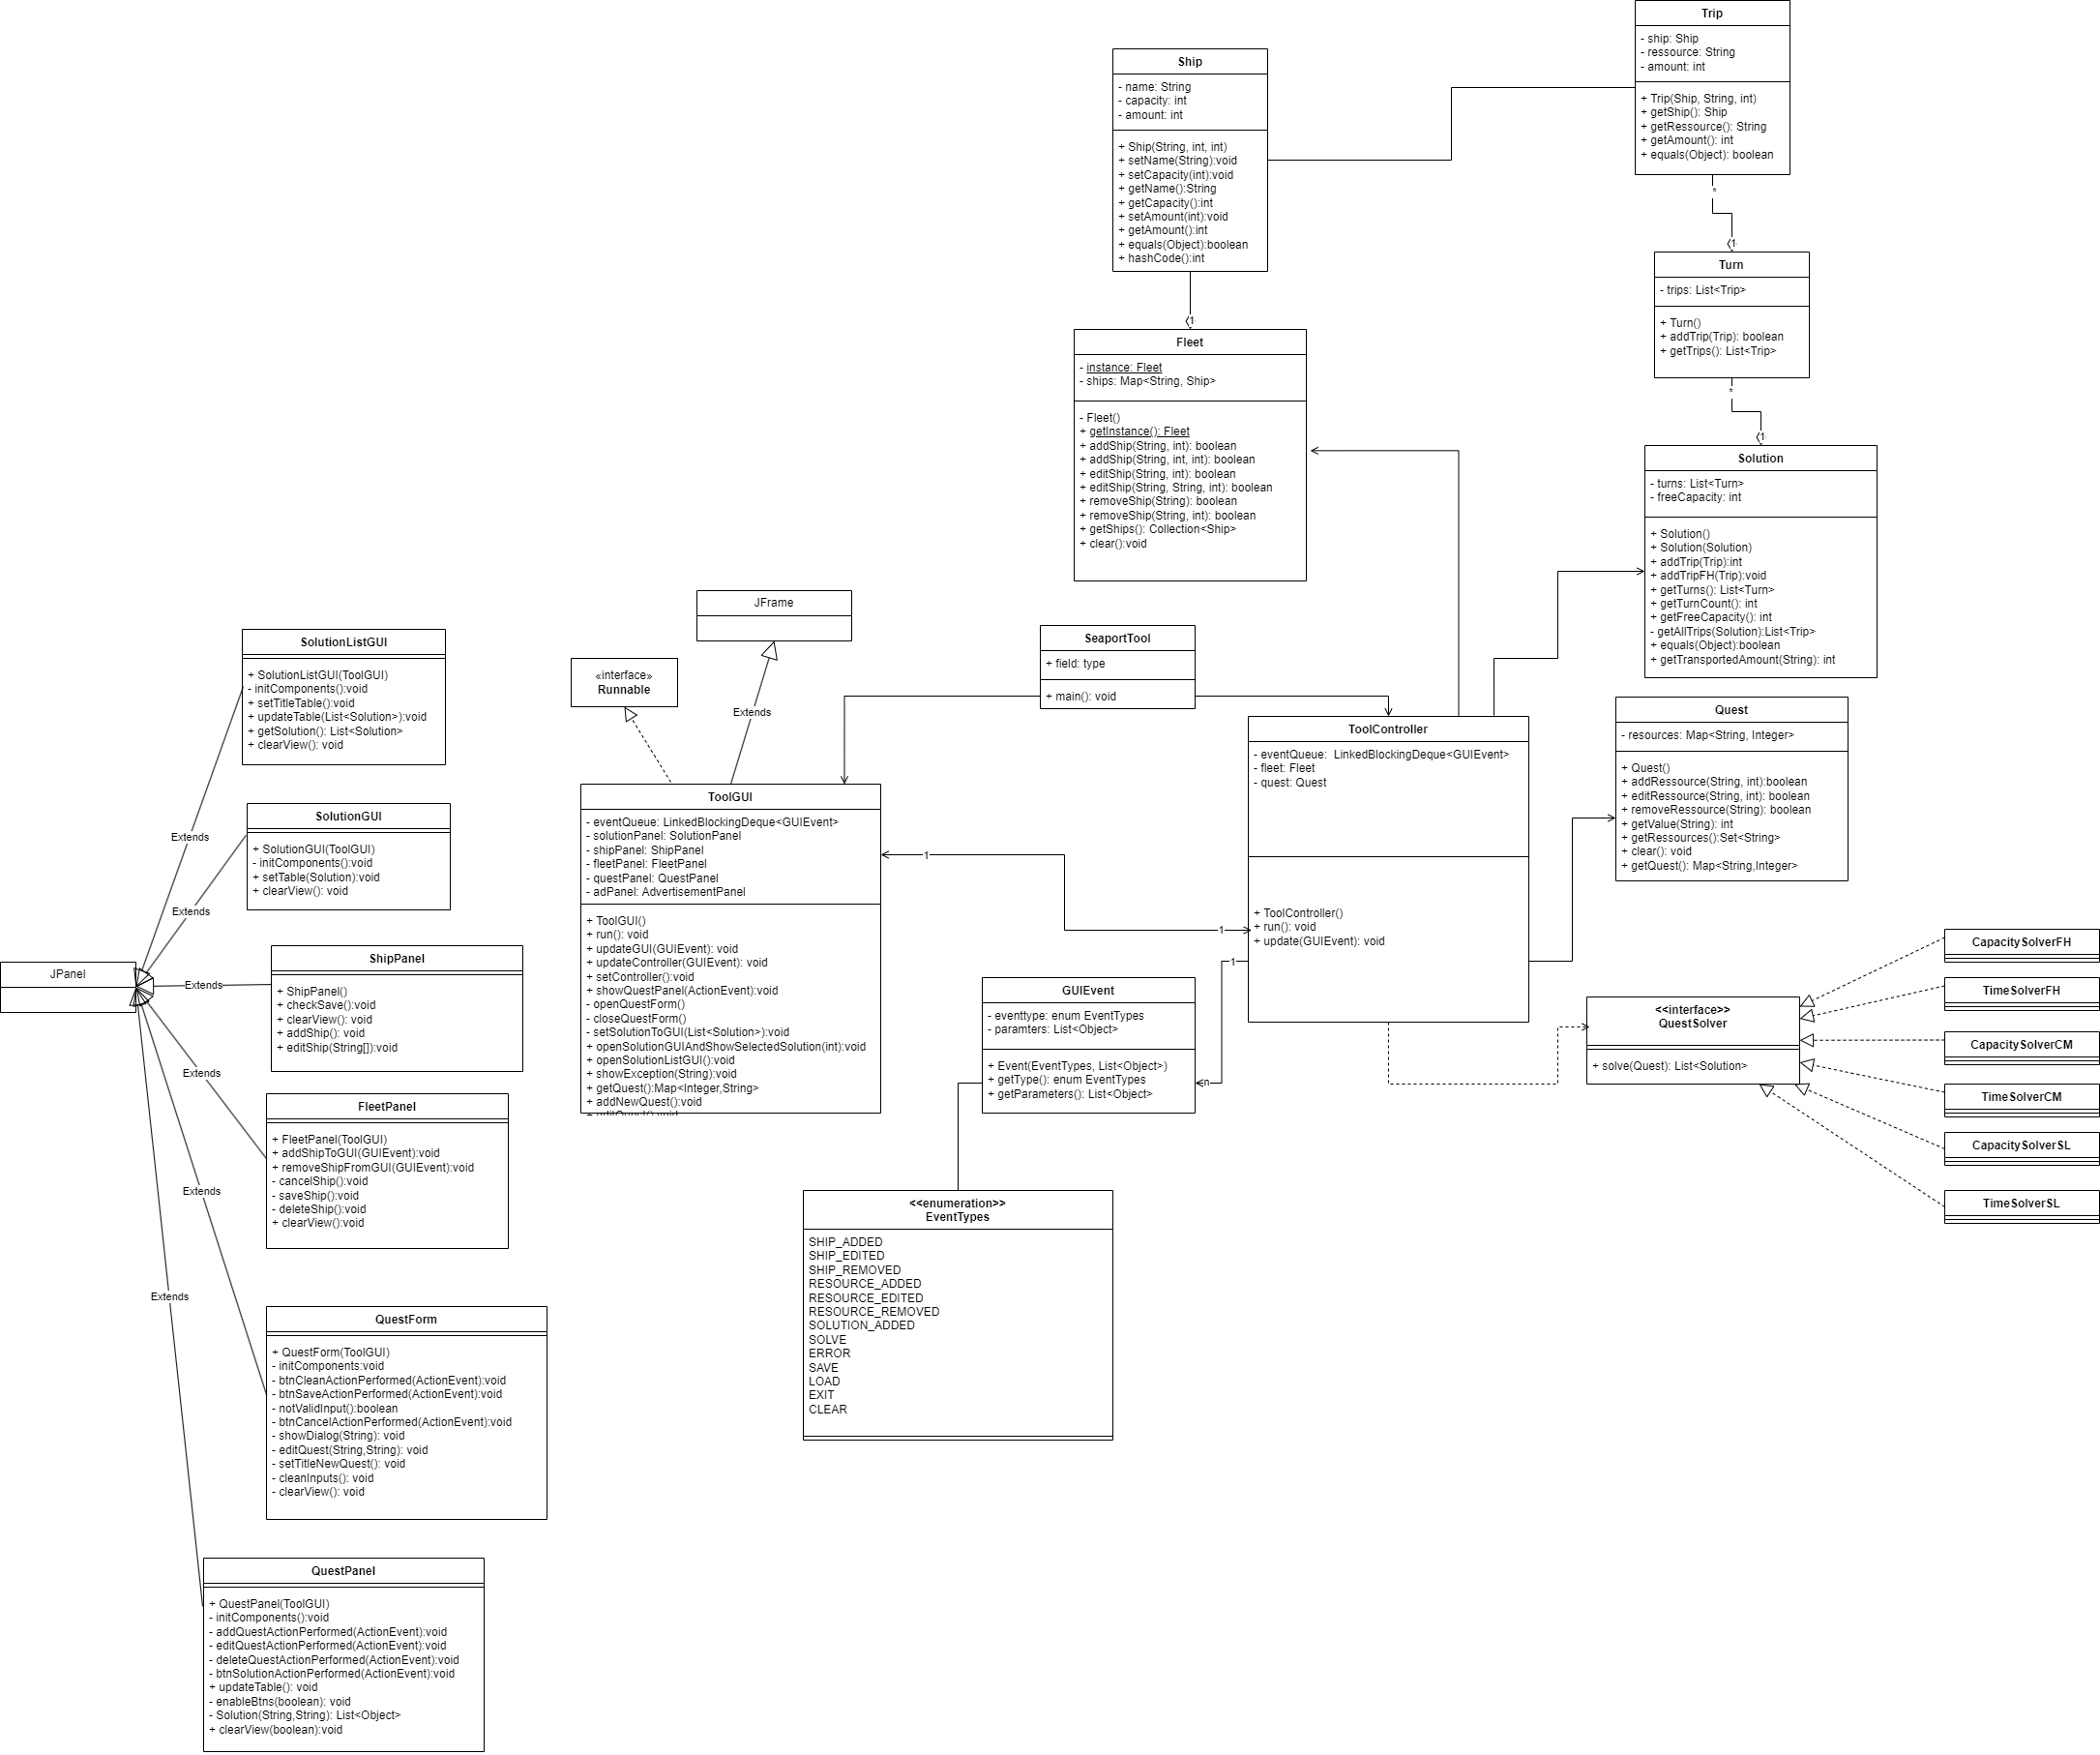 Trip
- ship: Ship
- ressource: String
- amount: int
+ Trip(Ship, String, int)
+ getShip(): Ship
+ getRessource(): String
+ getAmount(): int
+ equals(Object): boolean
*
1
Ship
- name: String
- capacity: int
- amount: int
+ Ship(String, int, int)
+ setName(String):void
+ setCapacity(int):void
+ getName():String
+ getCapacity():int
+ setAmount(int):void
+ getAmount():int
+ equals(Object):boolean
+ hashCode():int
1
Turn
- trips: List<Trip>
+ Turn()
+ addTrip(Trip): boolean
+ getTrips(): List<Trip>
*
1
Fleet
- instance: Fleet
- ships: Map<String, Ship>
- Fleet()
+ getInstance(): Fleet
+ addShip(String, int): boolean
+ addShip(String, int, int): boolean
+ editShip(String, int): boolean
+ editShip(String, String, int): boolean
+ removeShip(String): boolean
+ removeShip(String, int): boolean
+ getShips(): Collection<Ship>
+ clear():void
Solution
- turns: List<Turn>
- freeCapacity: int
+ Solution()
+ Solution(Solution)
+ addTrip(Trip):int
+ addTripFH(Trip):void
+ getTurns(): List<Turn>
+ getTurnCount(): int
+ getFreeCapacity(): int
- getAllTrips(Solution):List<Trip>
+ equals(Object):boolean
+ getTransportedAmount(String): int
JFrame
«interface»
Runnable
Extends
SeaportTool
+ field: type
+ main(): void
SolutionListGUI
+ SolutionListGUI(ToolGUI)
- initComponents():void
+ setTitleTable():void
+ updateTable(List<Solution>):void
+ getSolution(): List<Solution>
+ clearView(): void
Extends
SolutionGUI
+ SolutionGUI(ToolGUI)
- initComponents():void
+ setTable(Solution):void
+ clearView(): void
Extends
JPanel
Extends
ShipPanel
+ ShipPanel()
+ checkSave():void
+ clearView(): void
+ addShip(): void
+ editShip(String[]):void
Extends
FleetPanel
+ FleetPanel(ToolGUI)
+ addShipToGUI(GUIEvent):void
+ removeShipFromGUI(GUIEvent):void
- cancelShip():void
- saveShip():void
- deleteShip():void
+ clearView():void
Extends
QuestForm
+ QuestForm(ToolGUI)
- initComponents:void
- btnCleanActionPerformed(ActionEvent):void
- btnSaveActionPerformed(ActionEvent):void
- notValidInput():boolean
- btnCancelActionPerformed(ActionEvent):void
- showDialog(String): void
- editQuest(String,String): void
- setTitleNewQuest(): void
- cleanInputs(): void
- clearView(): void
Extends
QuestPanel
+ QuestPanel(ToolGUI)
- initComponents():void
- addQuestActionPerformed(ActionEvent):void
- editQuestActionPerformed(ActionEvent):void
- deleteQuestActionPerformed(ActionEvent):void
- btnSolutionActionPerformed(ActionEvent):void
+ updateTable(): void
- enableBtns(boolean): void
- Solution(String,String): List<Object>
+ clearView(boolean):void
ToolGUI
- eventQueue: LinkedBlockingDeque<GUIEvent>
- solutionPanel: SolutionPanel
- shipPanel: ShipPanel
- fleetPanel: FleetPanel
- questPanel: QuestPanel
- adPanel: AdvertisementPanel
+ ToolGUI()
+ run(): void
+ updateGUI(GUIEvent): void
+ updateController(GUIEvent): void
+ setController():void
+ showQuestPanel(ActionEvent):void
- openQuestForm()
- closeQuestForm()
- setSolutionToGUI(List<Solution>):void
+ openSolutionGUIAndShowSelectedSolution(int):void
+ openSolutionListGUI():void
+ showException(String):void
+ getQuest():Map<Integer,String>
+ addNewQuest():void
1
1
ToolController
- eventQueue: LinkedBlockingDeque<GUIEvent>
- fleet: Fleet
- quest: Quest
+ ToolController()
+ run(): void
+ update(GUIEvent): void
1
n
GUIEvent
- eventtype: enum EventTypes
- paramters: List<Object>
+ Event(EventTypes, List<Object>)
+ getType(): enum EventTypes
+ getParameters(): List<Object>
<<enumeration>>
EventTypes
SHIP_ADDED
SHIP_EDITED
SHIP_REMOVED
RESOURCE_ADDED
RESOURCE_EDITED
RESOURCE_REMOVED
SOLUTION_ADDED
SOLVE
ERROR
SAVE
LOAD
EXIT
CLEAR
Quest
- resources: Map<String, Integer>
+ Quest()
+ addRessource(String, int):boolean
+ editRessource(String, int): boolean
+ removeRessource(String): boolean
+ getValue(String): int
+ getRessources():Set<String>
+ clear(): void
+ getQuest(): Map<String,Integer>
<<interface>>
QuestSolver
+ solve(Quest): List<Solution>
CapacitySolverFH
TimeSolverFH
CapacitySolverCM
TimeSolverCM
CapacitySolverSL
TimeSolverSL